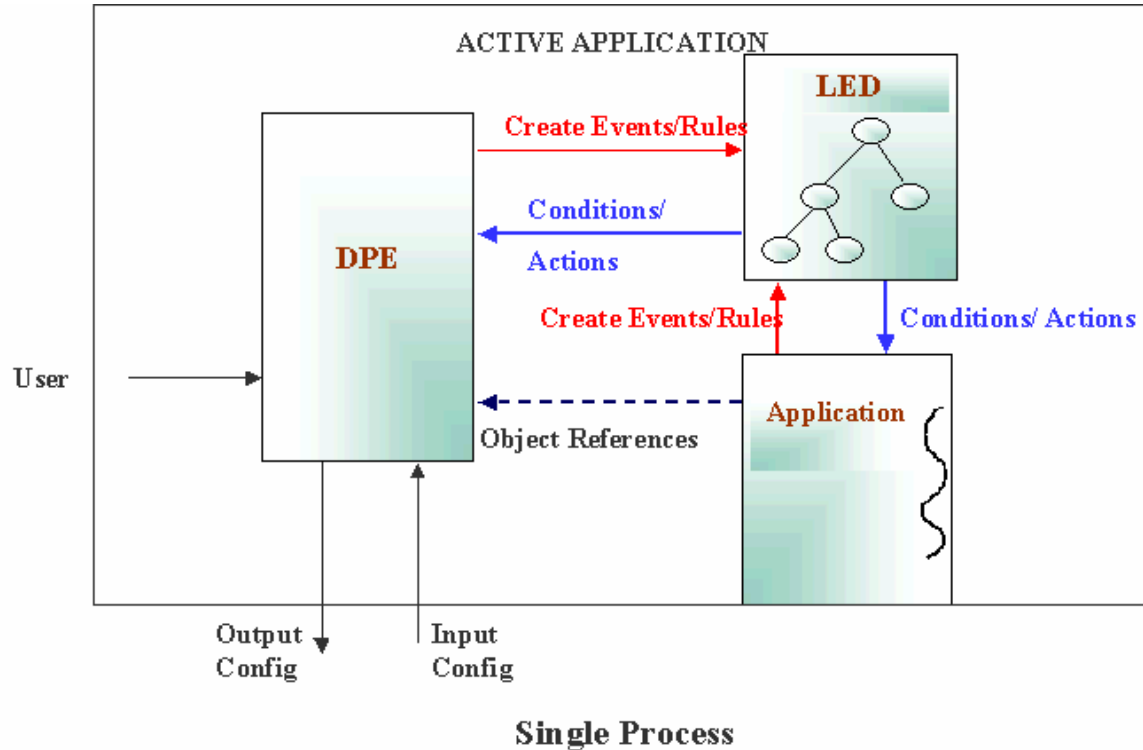 ACTIVE APPLICATION
LED
Create Events/Rules
Conditions/
Actions
DPE
Create Events/Rules
Conditions/ Actions
User
Application
Object References
Output
Config
Input
Config
Single Process